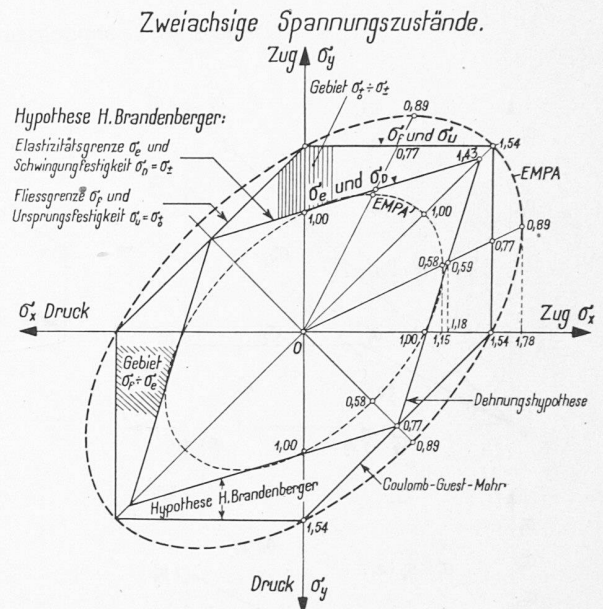 Zweiachsige Spannungszustände.
Zug σy
Gebiet σ₀ ÷ σ±
0,89
Hypothese H. Brandenberger:
Elastizitätsgrenze σe und
Schwingungfestigkeit σD = σ±
Fliessgrenze σF und
Ursprungsfestigkeit σu = σ₀
σF und σu
0,77
1,54
1,43
EMPA
σe und σD
EMPA
1,00
1,00
0,89
0,77
0,58
0,59
σx Druck
Zug σx
0
1,00
1,15
1,18
1,54
1,78
Gebiet
σF ÷ σe
0,58
Dehnungshypothese
0,77
0,89
1,00
Hypothese H. Brandenberger
Coulomb-Guest-Mohr
1,54
Druck σy